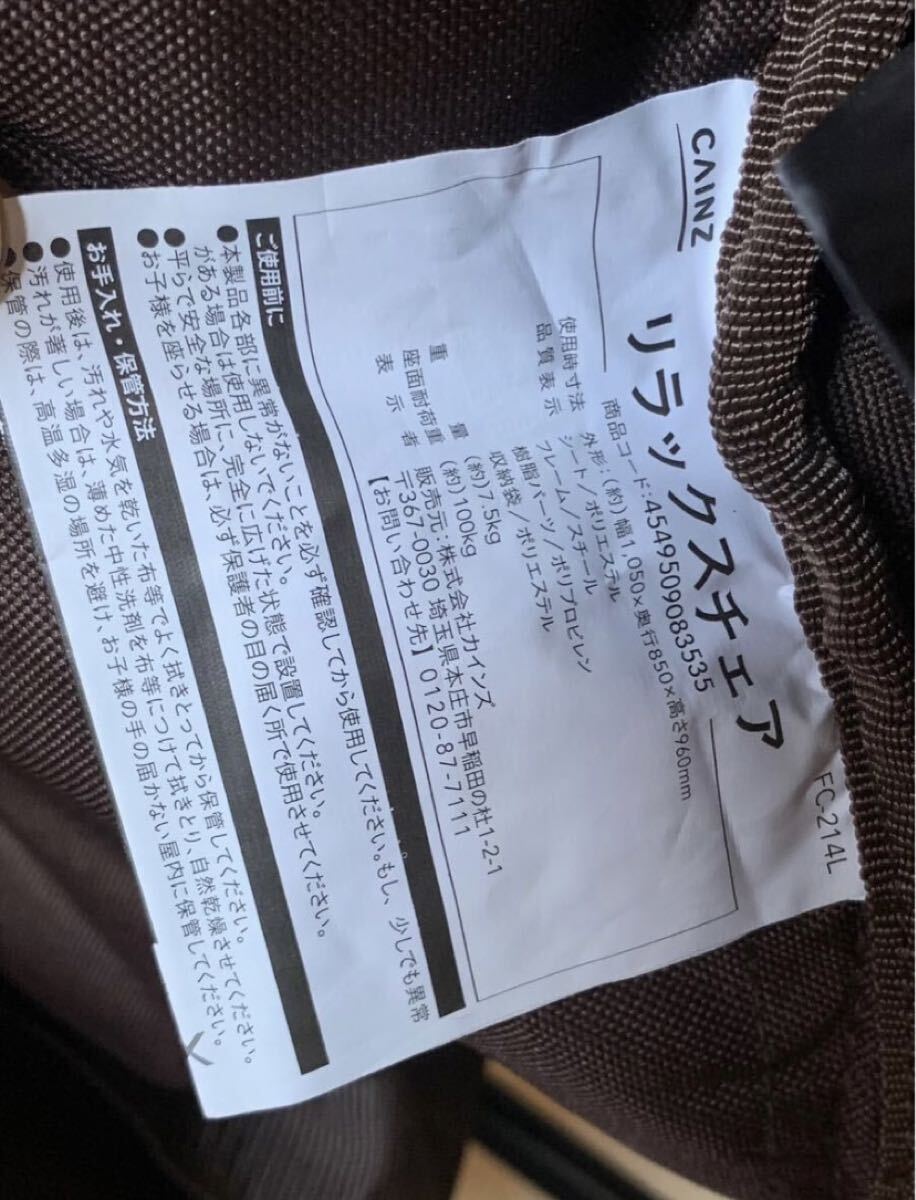 CAINZ
リラックスチェア
FC-214L
商品コード:4549509083535
使用時寸法 外形:(約)幅1,050×奥行850×高さ960mm
品質表示 シート/ポリエステル
フレーム/スチール
樹脂パーツ/ポリプロピレン
収納袋/ポリエステル
重量 (約)7.5kg
座面耐荷重 (約)100kg
表示者 販売元:株式会社カインズ
〒367-0030 埼玉県本庄市早稲田の杜1-2-1
【お問い合わせ先】0120-87-7111
ご使用前に
●本製品各部に異常がないことを必ず確認してから使用してください。もし、少しでも異常
がある場合は使用しないでください。
●平らで安全な場所に、完全に広げた状態で設置してください。
●お子様を座らせる場合は、必ず保護者の目の届く所で使用させてください。
お手入れ・保管方法
●使用後は、汚れや水気を乾いた布等でよく拭きとってから保管してください。
●汚れが著しい場合は、薄めた中性洗剤を布等につけて拭きとり、自然乾燥させてください。
●保管の際は、高温多湿の場所を避け、お子様の手の届かない屋内に保管してください。